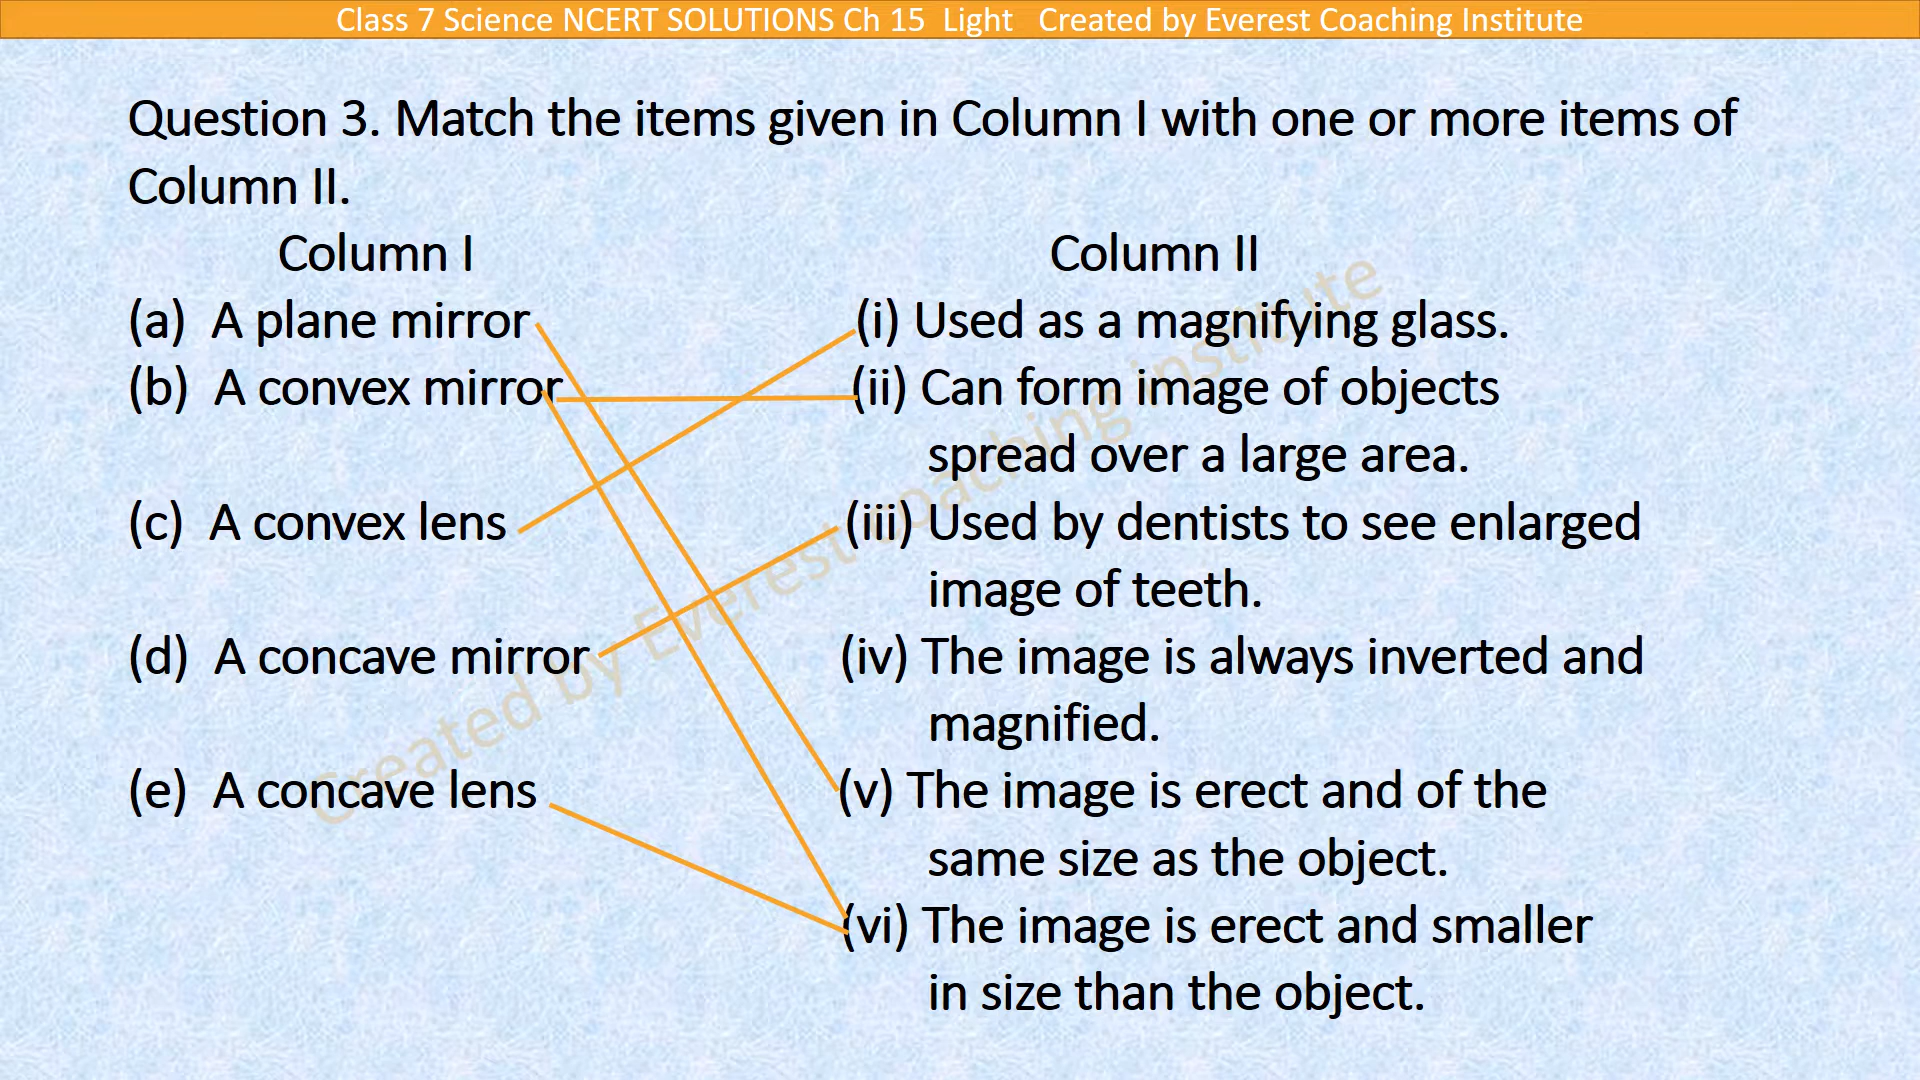 Class 7 Science NCERT SOLUTIONS Ch 15 Light Created by Everest Coaching Institute
Question 3. Match the items given in Column I with one or more items of
Column II.
Column I Column II
(a) A plane mirror (i) Used as a magnifying glass.
(b) A convex mirror (ii) Can form image of objects
spread over a large area.
(c) A convex lens (iii) Used by dentists to see enlarged
image of teeth.
(d) A concave mirror (iv) The image is always inverted and
magnified.
(e) A concave lens (v) The image is erect and of the
same size as the object.
(vi) The image is erect and smaller
in size than the object.
Created by Everest coaching institute